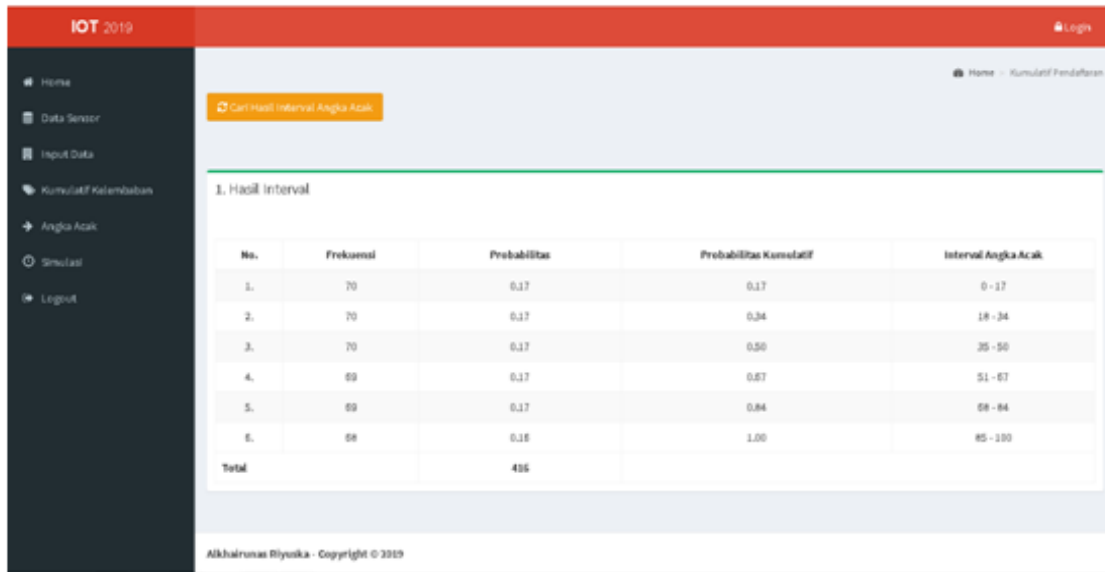 IOT 2019
Login
Home
Data Sensor
Input Data
Kumulatif Kelembaban
Angka Acak
Simulasi
Logout
Home > Kumulatif Pendaftaran
Cari Hasil Interval Angka Acak
1. Hasil Interval
No. Frekuensi Probabilitas Probabilitas Kumulatif Interval Angka Acak
1. 70 0.17 0.17 0 - 17
2. 70 0.17 0.34 18 - 34
3. 70 0.17 0.50 35 - 50
4. 69 0.17 0.67 51 - 67
5. 69 0.17 0.84 68 - 84
6. 68 0.16 1.00 85 - 100
Total 416
Alkhairunas Riyuska - Copyright © 2019